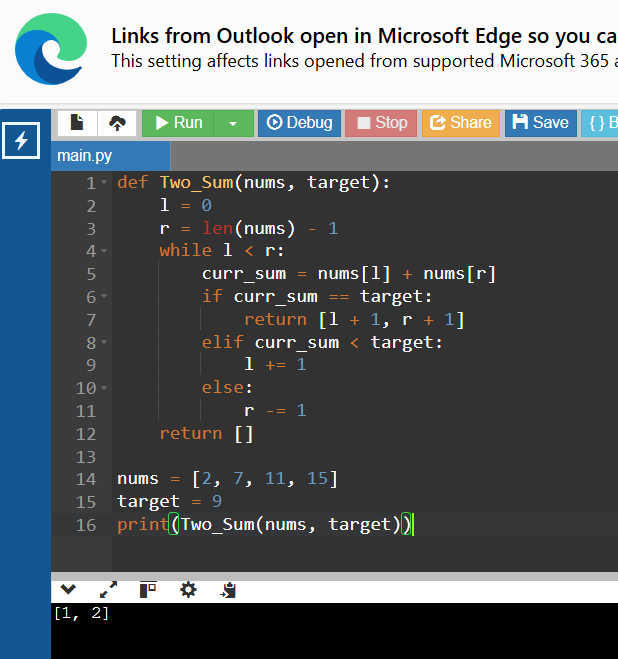 Links from Outlook open in Microsoft Edge so you ca
This setting affects links opened from supported Microsoft 365 a
Run Debug Stop Share Save { } B
main.py
1 def Two_Sum(nums, target):
2     l = 0
3     r = len(nums) - 1
4     while l < r:
5         curr_sum = nums[l] + nums[r]
6         if curr_sum == target:
7             return [l + 1, r + 1]
8         elif curr_sum < target:
9             l += 1
10         else:
11             r -= 1
12     return []
13
14 nums = [2, 7, 11, 15]
15 target = 9
16 print(Two_Sum(nums, target))
[1, 2]